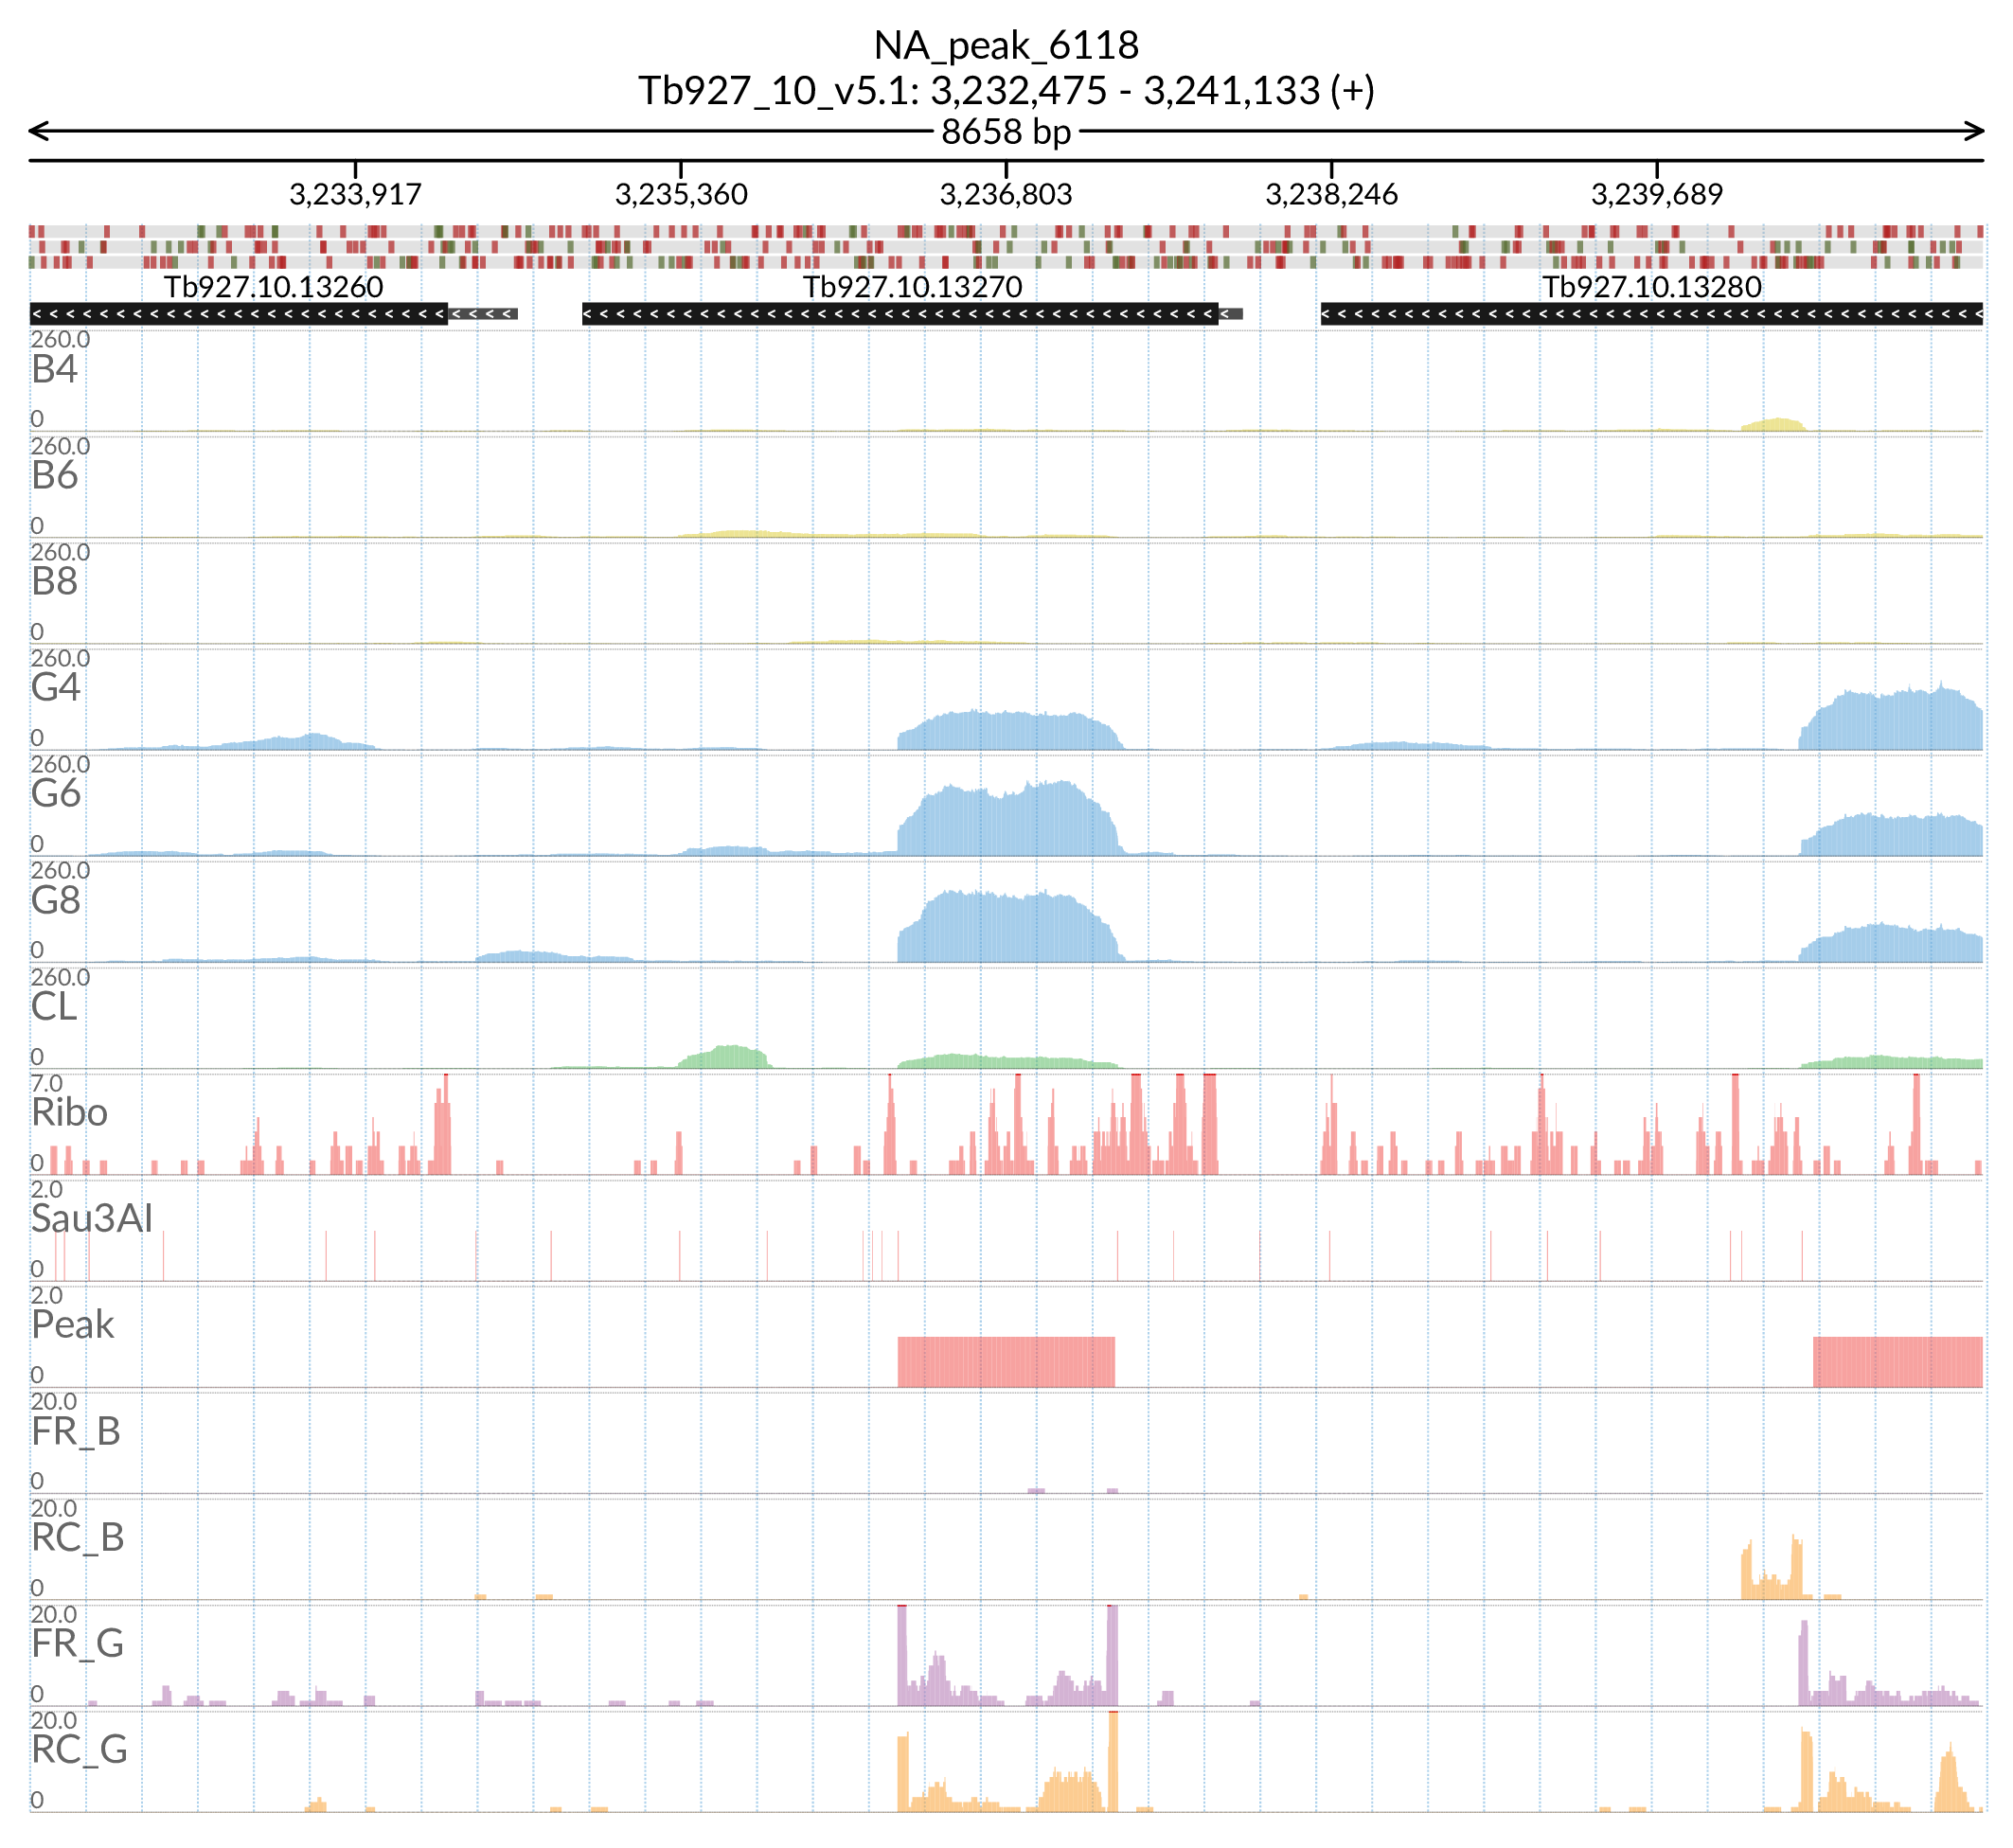 NA_peak_6118
Tb927_10_v5.1: 3,232,475 - 3,241,133 (+)
8658 bp
3,233,917 3,235,360 3,236,803 3,238,246 3,239,689
Tb927.10.13260 Tb927.10.13270 Tb927.10.13280
260.0
B4
0
260.0
B6
0
260.0
B8
0
260.0
G4
0
260.0
G6
0
260.0
G8
0
260.0
CL
0
7.0
Ribo
0
2.0
Sau3AI
0
2.0
Peak
0
20.0
FR_B
0
20.0
RC_B
0
20.0
FR_G
0
20.0
RC_G
0